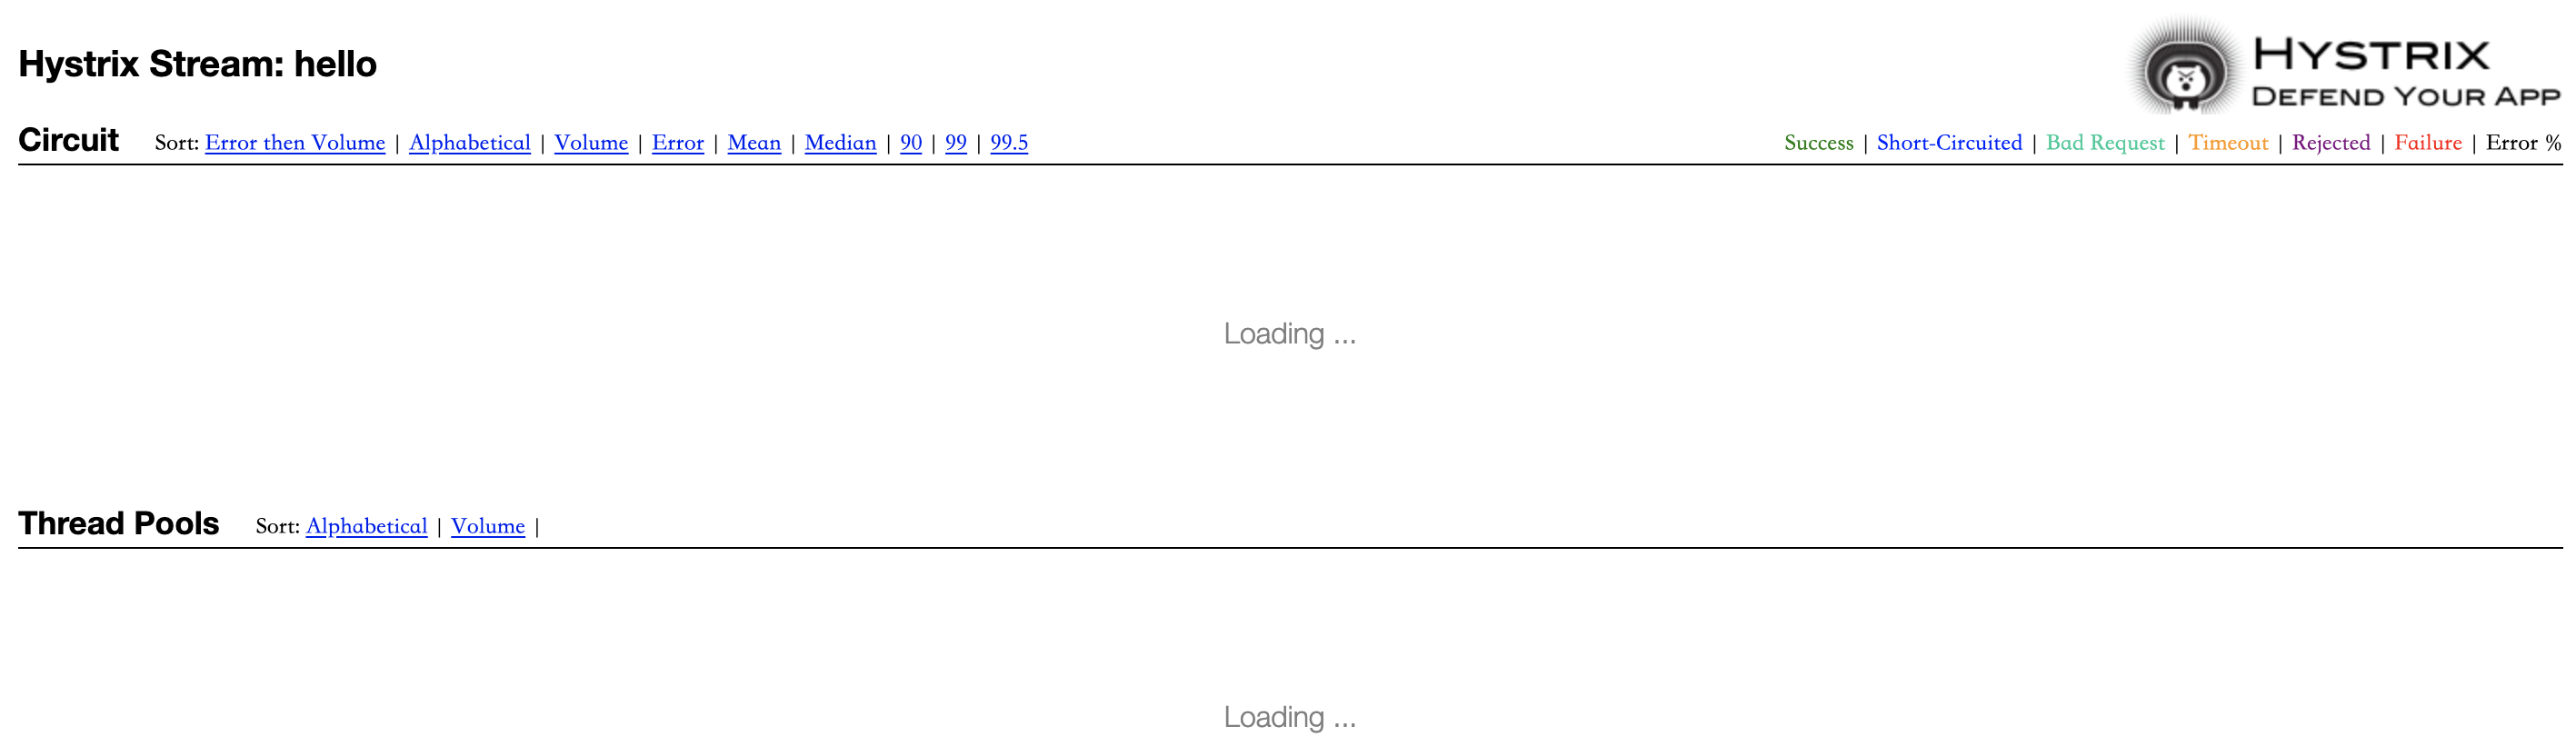 Hystrix Stream: hello
HYSTRIX
DEFEND YOUR APP
Circuit Sort: Error then Volume | Alphabetical | Volume | Error | Mean | Median | 90 | 99 | 99.5 Success | Short-Circuited | Bad Request | Timeout | Rejected | Failure | Error %
Loading ...
Thread Pools Sort: Alphabetical | Volume |
Loading ...